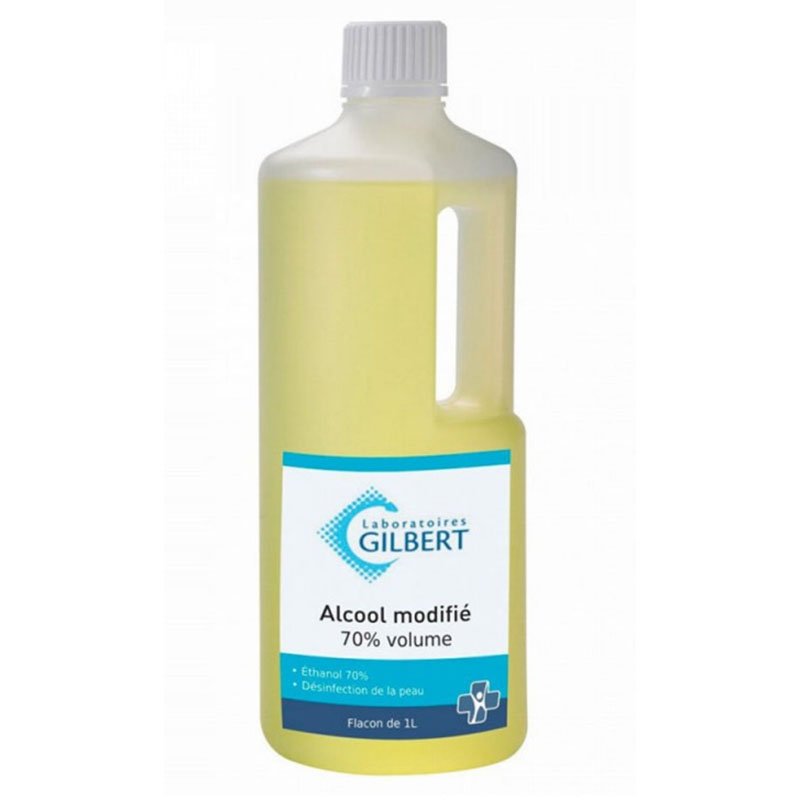 Laboratoires
GILBERT
Alcool modifié
70% volume
• Éthanol 70%
• Désinfection de la peau
Flacon de 1L